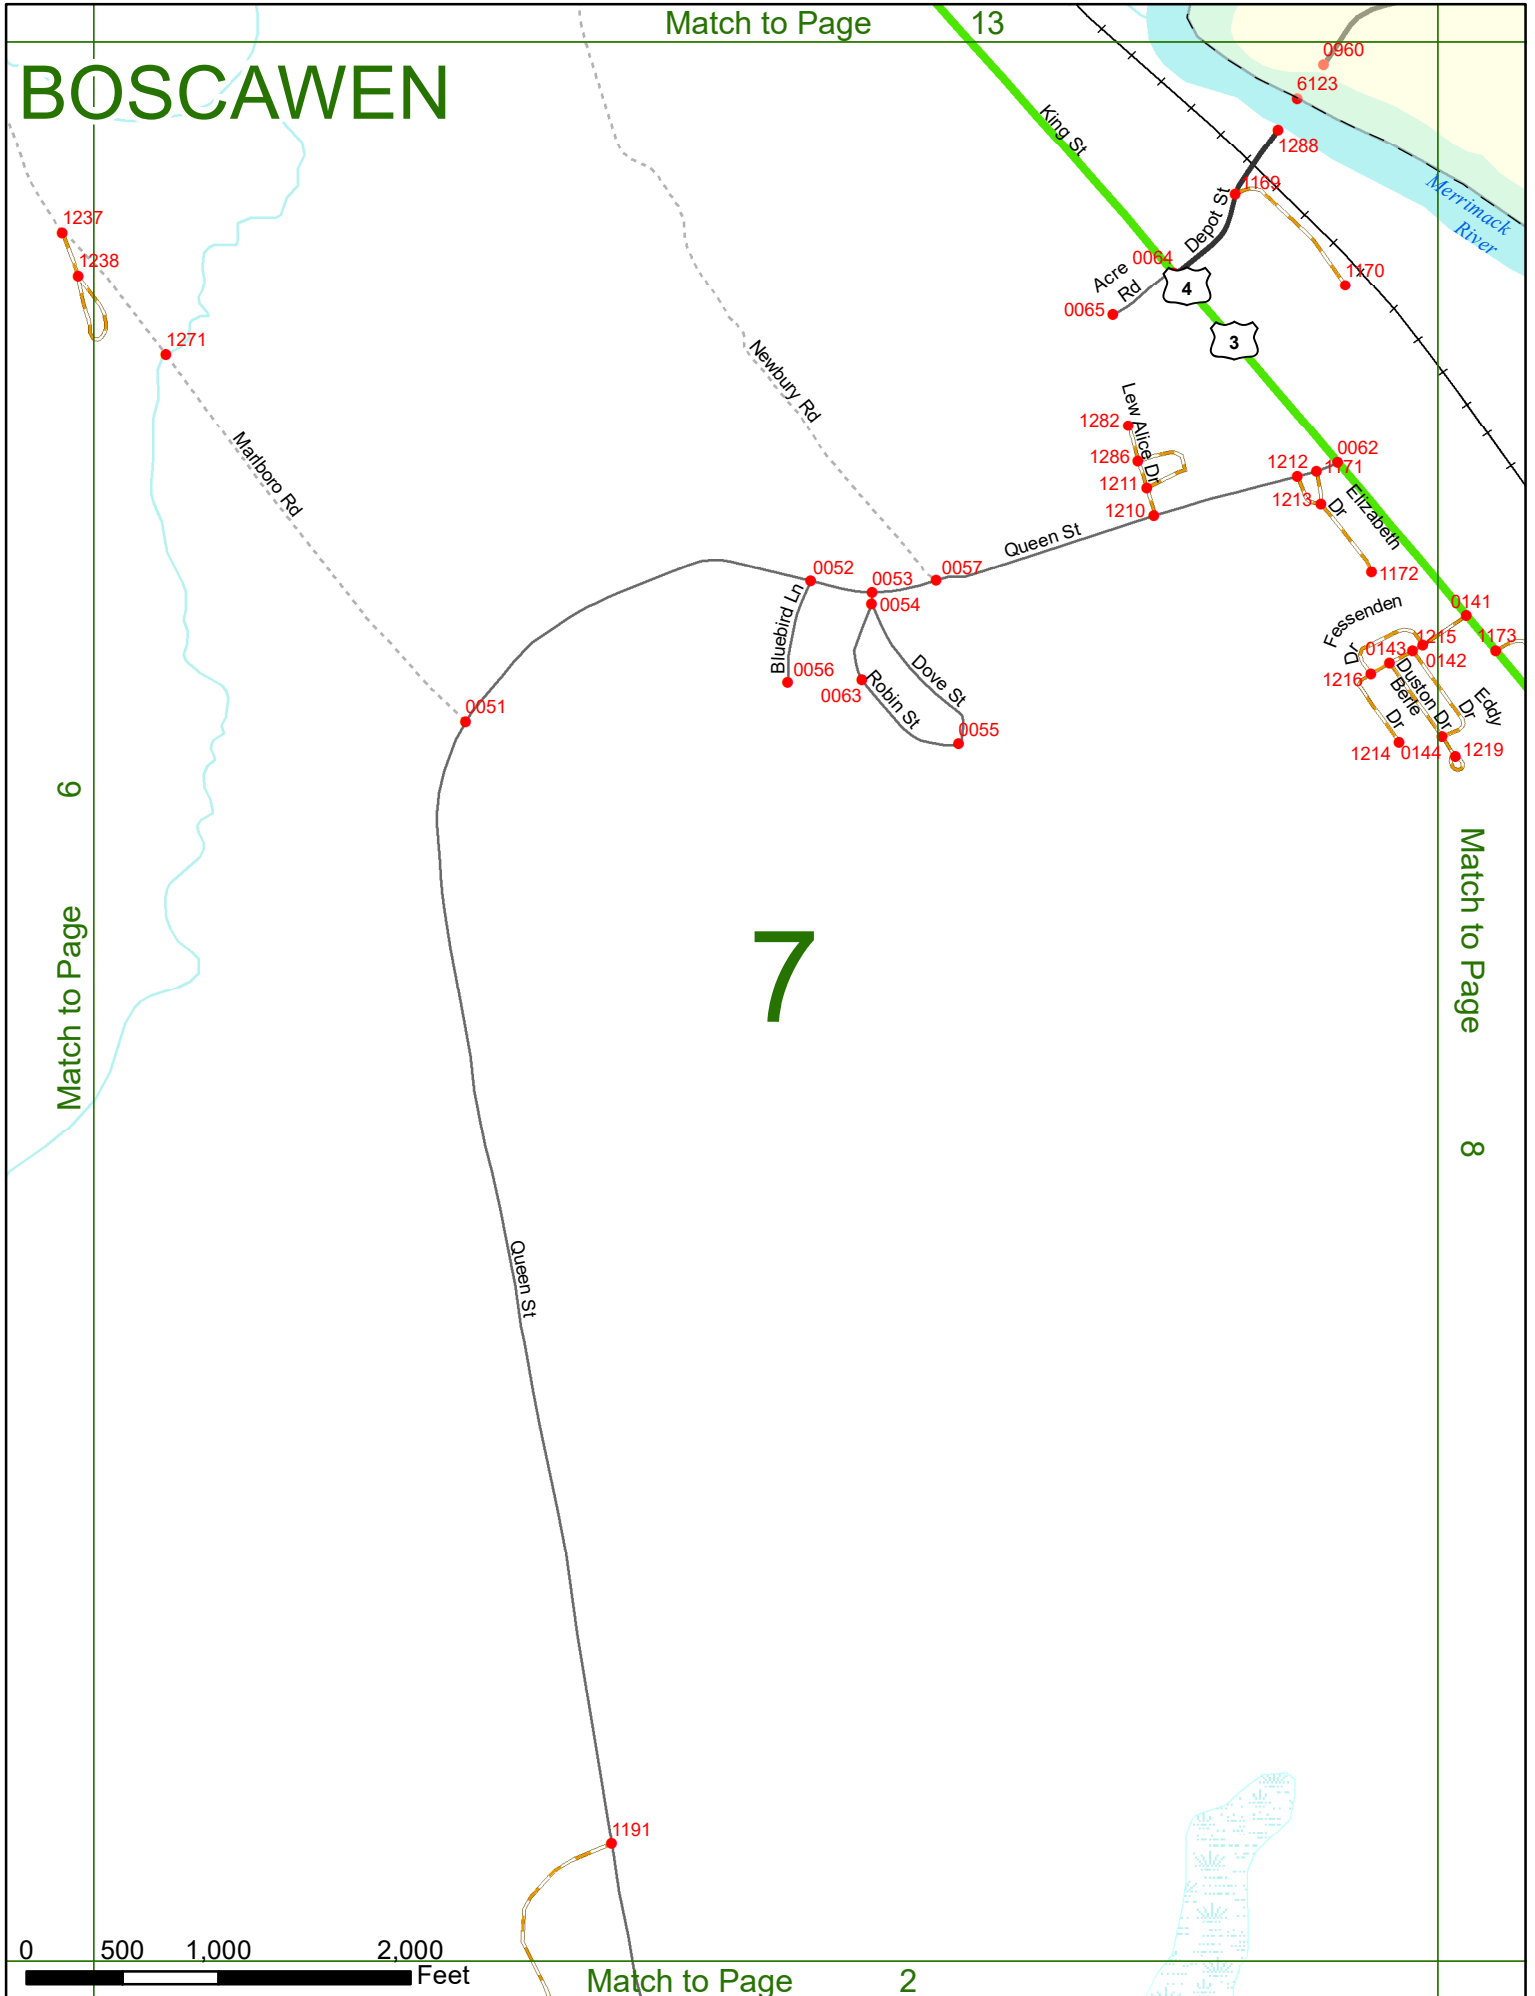 Match to Page 13
BOSCAWEN
0960
6123
King St
1288
1169
Merrimack
River
Depot St
1237
1238
0064
Acre
Rd
4
1170
0065
3
1271
Newbury Rd
Lew Alice Dr
1282
Marlboro Rd
1286
0062
1212
1171
1211
1213
Elizabeth
Dr
1210
Queen St
0052
0053
0057
1172
0054
Bluebird Ln
Fessenden
Dr
0141
1215
1173
0143
0142
0056
0063
Robin St
Dove St
1216
Duston Dr
Berle
Dr
Eddy
Dr
0051
0055
1214
0144
1219
6
Match to Page
Match to Page
8
7
Queen St
1191
0 500 1,000 2,000
Feet
Match to Page 2